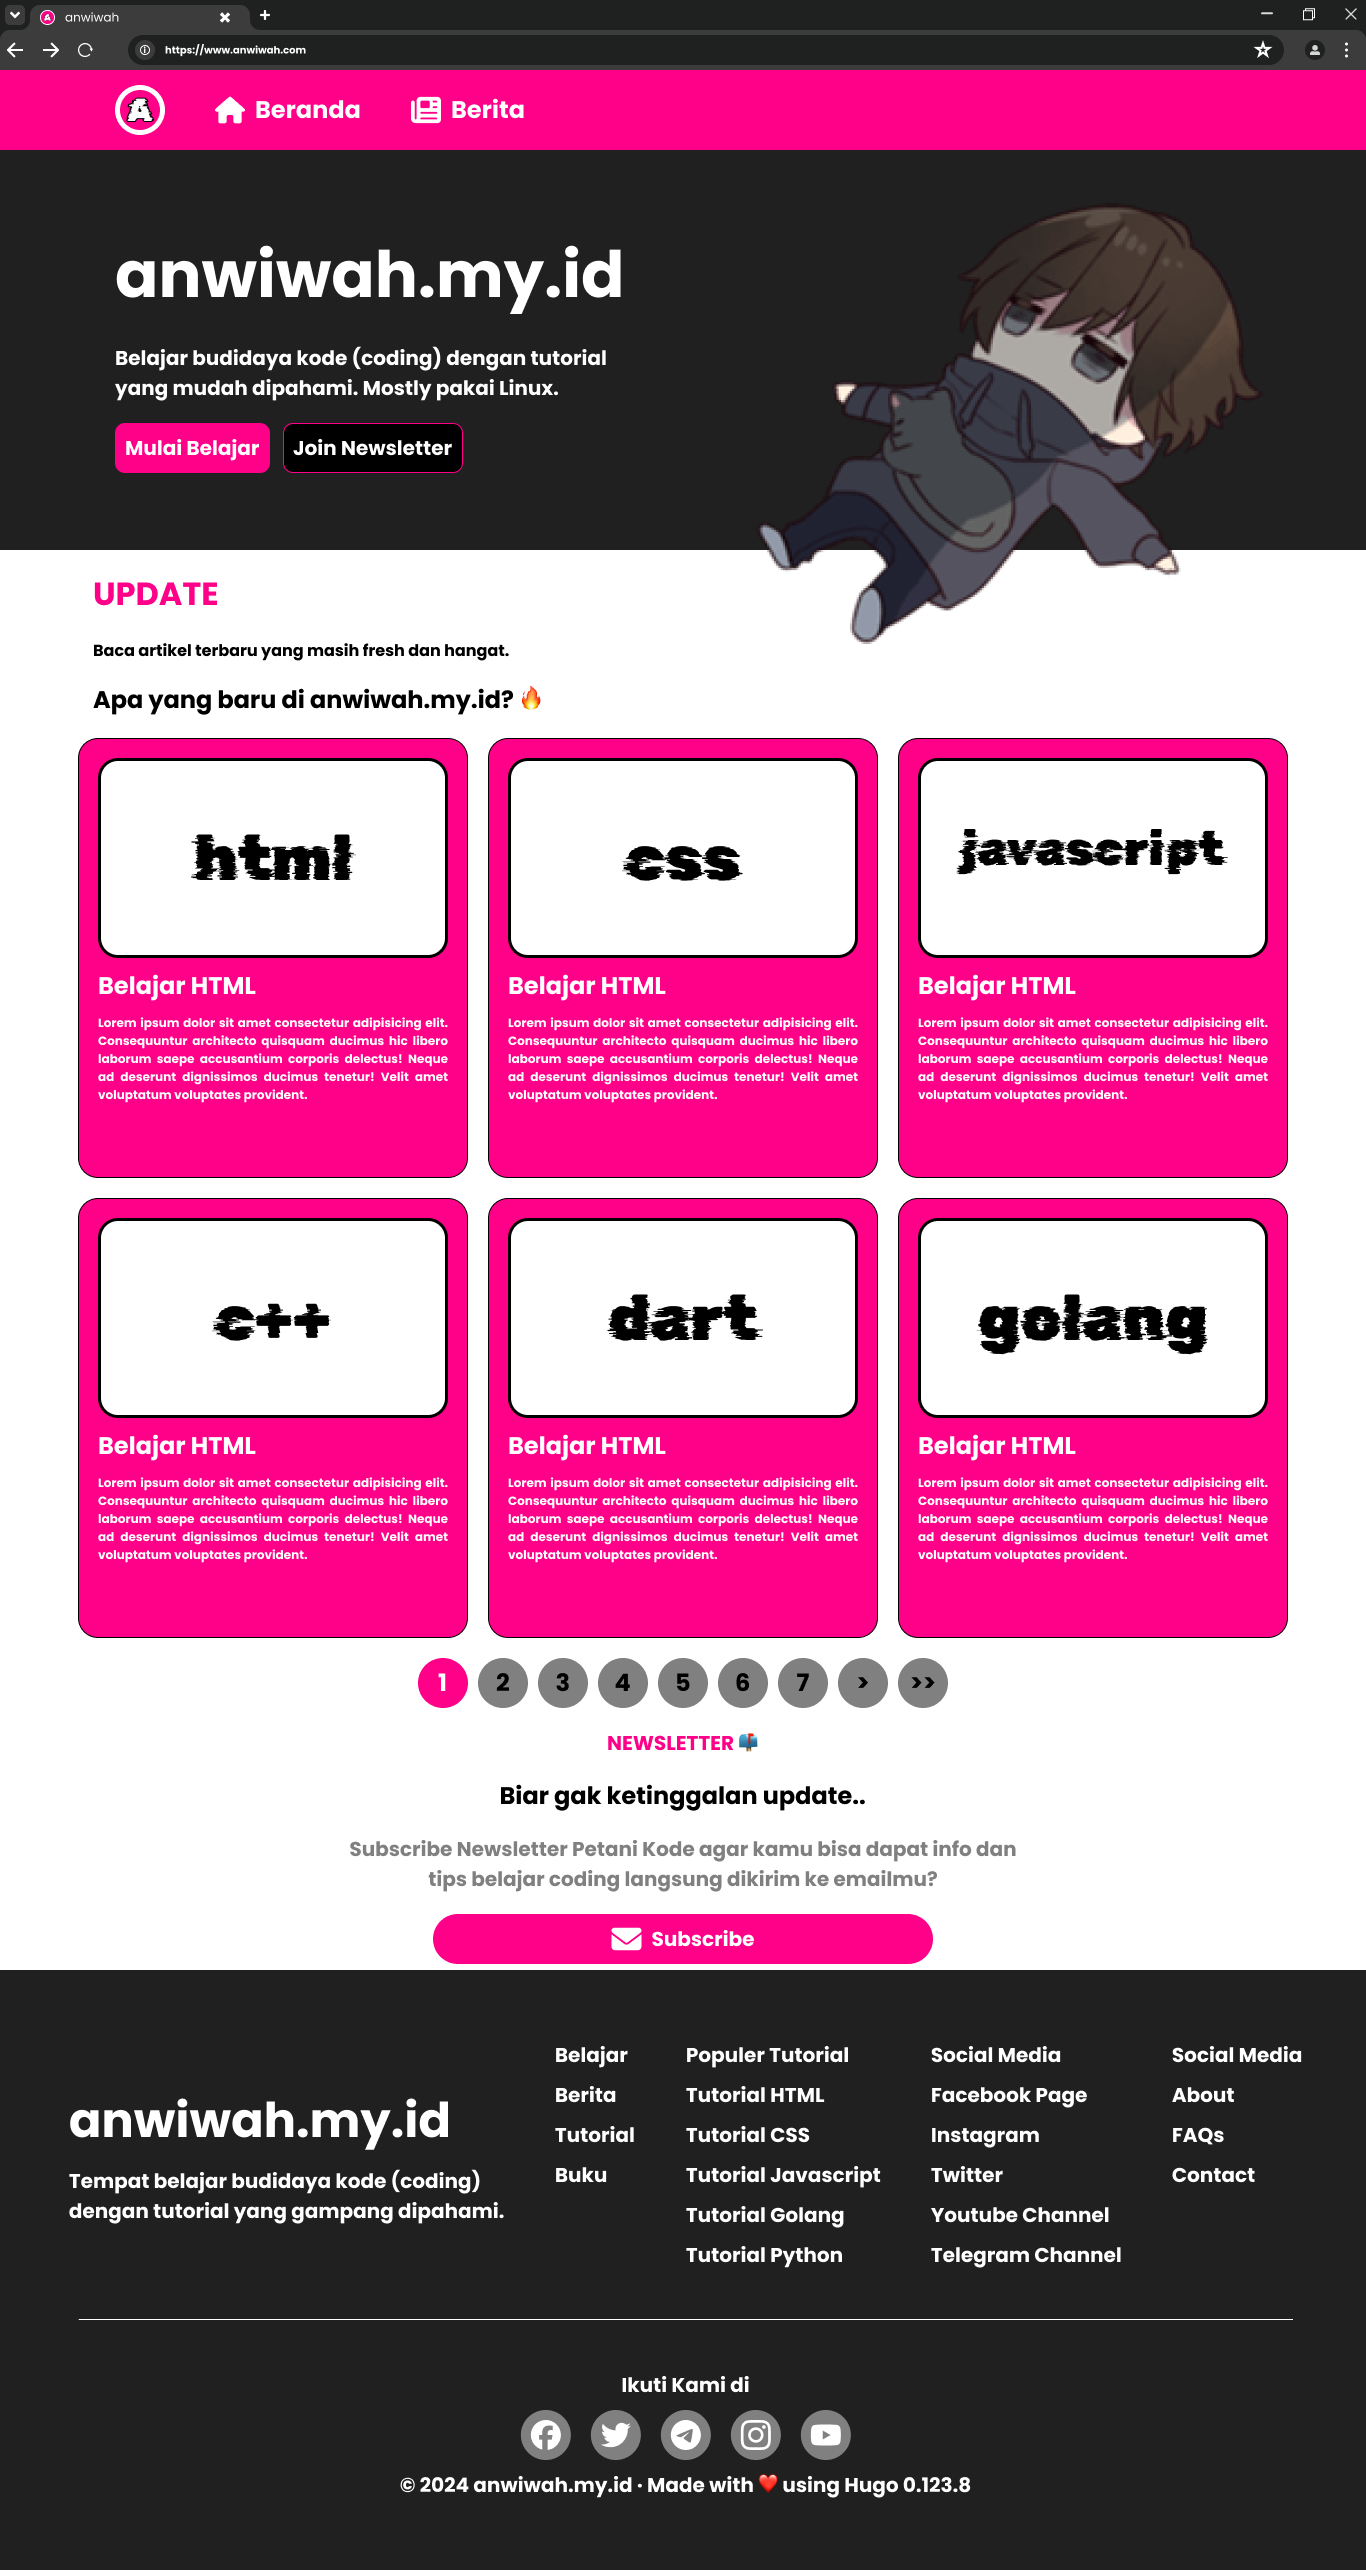 anwiwah
https://www.anwiwah.com
A
Beranda
Berita
anwiwah.my.id
Belajar budidaya kode (coding) dengan tutorial
yang mudah dipahami. Mostly pakai Linux.
Mulai Belajar
Join Newsletter
UPDATE
Baca artikel terbaru yang masih fresh dan hangat.
Apa yang baru di anwiwah.my.id? 🔥
html
Belajar HTML
Lorem ipsum dolor sit amet consectetur adipisicing elit.
Consequuntur architecto quisquam ducimus hic libero
laborum saepe accusantium corporis delectus! Neque
ad deserunt dignissimos ducimus tenetur! Velit amet
voluptatum voluptates provident.
css
Belajar HTML
Lorem ipsum dolor sit amet consectetur adipisicing elit.
Consequuntur architecto quisquam ducimus hic libero
laborum saepe accusantium corporis delectus! Neque
ad deserunt dignissimos ducimus tenetur! Velit amet
voluptatum voluptates provident.
javascript
Belajar HTML
Lorem ipsum dolor sit amet consectetur adipisicing elit.
Consequuntur architecto quisquam ducimus hic libero
laborum saepe accusantium corporis delectus! Neque
ad deserunt dignissimos ducimus tenetur! Velit amet
voluptatum voluptates provident.
c++
Belajar HTML
Lorem ipsum dolor sit amet consectetur adipisicing elit.
Consequuntur architecto quisquam ducimus hic libero
laborum saepe accusantium corporis delectus! Neque
ad deserunt dignissimos ducimus tenetur! Velit amet
voluptatum voluptates provident.
dart
Belajar HTML
Lorem ipsum dolor sit amet consectetur adipisicing elit.
Consequuntur architecto quisquam ducimus hic libero
laborum saepe accusantium corporis delectus! Neque
ad deserunt dignissimos ducimus tenetur! Velit amet
voluptatum voluptates provident.
golang
Belajar HTML
Lorem ipsum dolor sit amet consectetur adipisicing elit.
Consequuntur architecto quisquam ducimus hic libero
laborum saepe accusantium corporis delectus! Neque
ad deserunt dignissimos ducimus tenetur! Velit amet
voluptatum voluptates provident.
1 2 3 4 5 6 7 > >>
NEWSLETTER 📫
Biar gak ketinggalan update..
Subscribe Newsletter Petani Kode agar kamu bisa dapat info dan
tips belajar coding langsung dikirim ke emailmu?
Subscribe
anwiwah.my.id
Tempat belajar budidaya kode (coding)
dengan tutorial yang gampang dipahami.
Belajar
Berita
Tutorial
Buku
Populer Tutorial
Tutorial HTML
Tutorial CSS
Tutorial Javascript
Tutorial Golang
Tutorial Python
Social Media
Facebook Page
Instagram
Twitter
Youtube Channel
Telegram Channel
Social Media
About
FAQs
Contact
Ikuti Kami di
© 2024 anwiwah.my.id · Made with ❤️ using Hugo 0.123.8